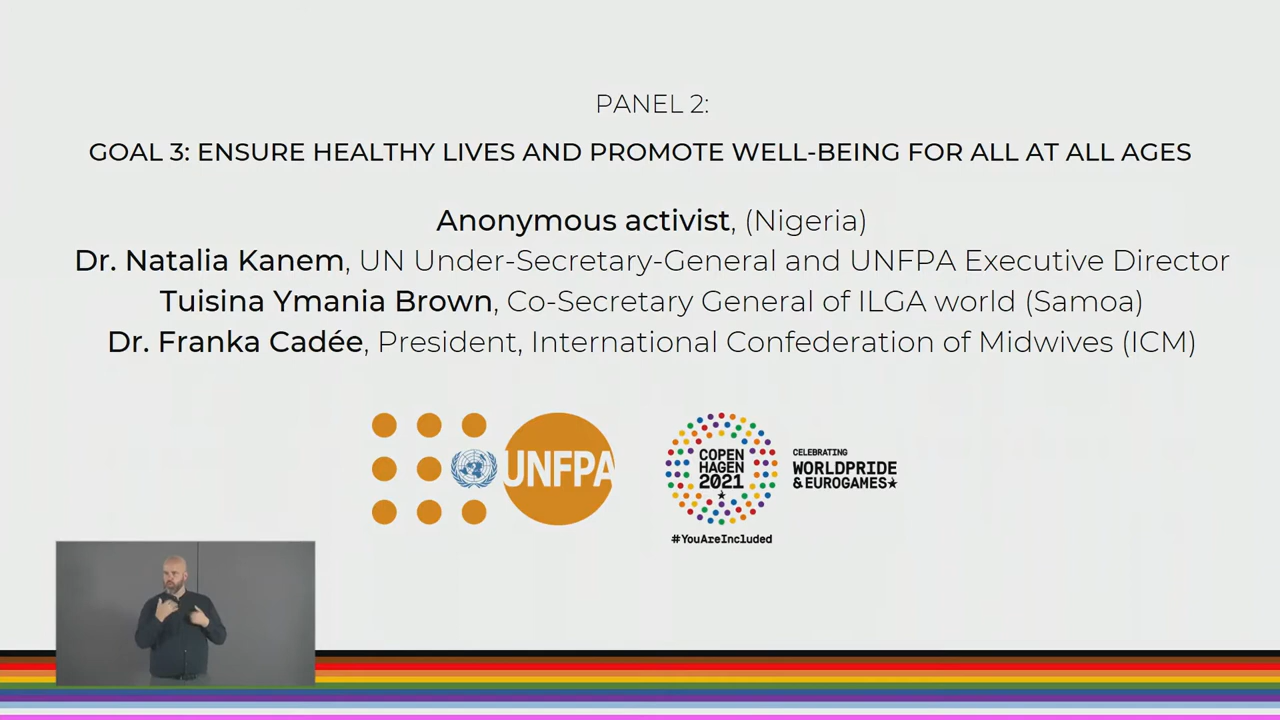 PANEL 2:
GOAL 3: ENSURE HEALTHY LIVES AND PROMOTE WELL-BEING FOR ALL AT ALL AGES
Anonymous activist, (Nigeria)
Dr. Natalia Kanem, UN Under-Secretary-General and UNFPA Executive Director
Tuisina Ymania Brown, Co-Secretary General of ILGA world (Samoa)
Dr. Franka Cadée, President, International Confederation of Midwives (ICM)
UNFPA
COPEN
HAGEN
2021
#YouAreIncluded
CELEBRATING
WORLDPRIDE
& EUROGAMES